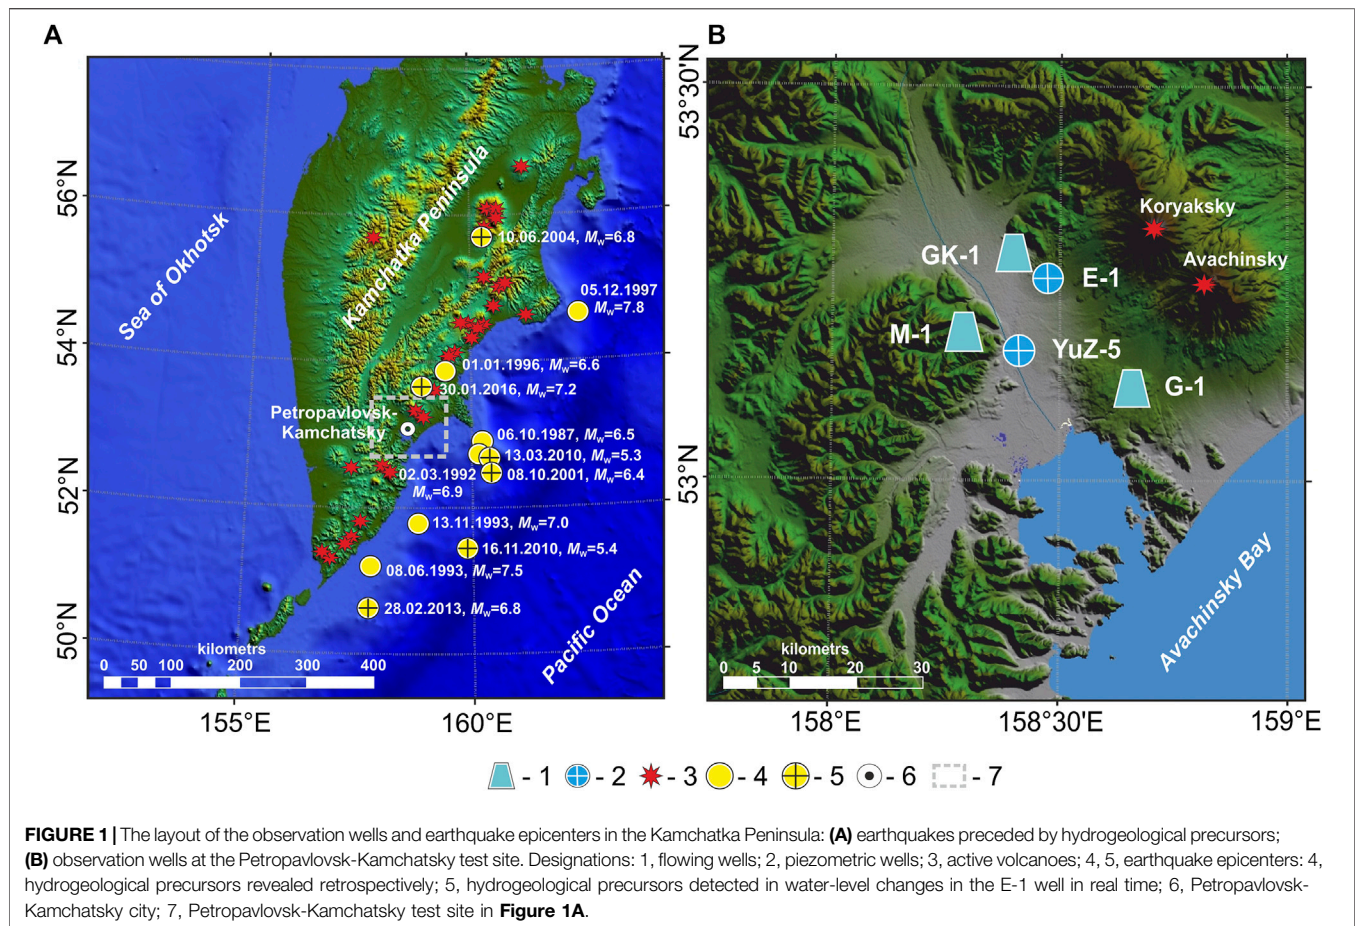 A
B
56°N
54°N
52°N
50°N
155°E
160°E
Sea of Okhotsk
Kamchatka Peninsula
Pacific Ocean
10.06.2004, Mw=6.8
05.12.1997
Mw=7.8
01.01.1996, Mw=6.6
30.01.2016, Mw=7.2
Petropavlovsk-
Kamchatsky
06.10.1987, Mw=6.5
13.03.2010, Mw=5.3
08.10.2001, Mw=6.4
02.03.1992
Mw=6.9
13.11.1993, Mw=7.0
16.11.2010, Mw=5.4
08.06.1993, Mw=7.5
28.02.2013, Mw=6.8
kilometrs
0 50 100 200 300 400
53°30'N
53°N
158°E
158°30'E
159°E
Koryaksky
Avachinsky
GK-1
E-1
M-1
YuZ-5
G-1
Avachinsky Bay
kilometrs
0 5 10 20 30
- 1 - 2 - 3 - 4 - 5 - 6 - 7
FIGURE 1 | The layout of the observation wells and earthquake epicenters in the Kamchatka Peninsula: (A) earthquakes preceded by hydrogeological precursors;
(B) observation wells at the Petropavlovsk-Kamchatsky test site. Designations: 1, flowing wells; 2, piezometric wells; 3, active volcanoes; 4, 5, earthquake epicenters: 4,
hydrogeological precursors revealed retrospectively; 5, hydrogeological precursors detected in water-level changes in the E-1 well in real time; 6, Petropavlovsk-
Kamchatsky city; 7, Petropavlovsk-Kamchatsky test site in Figure 1A.